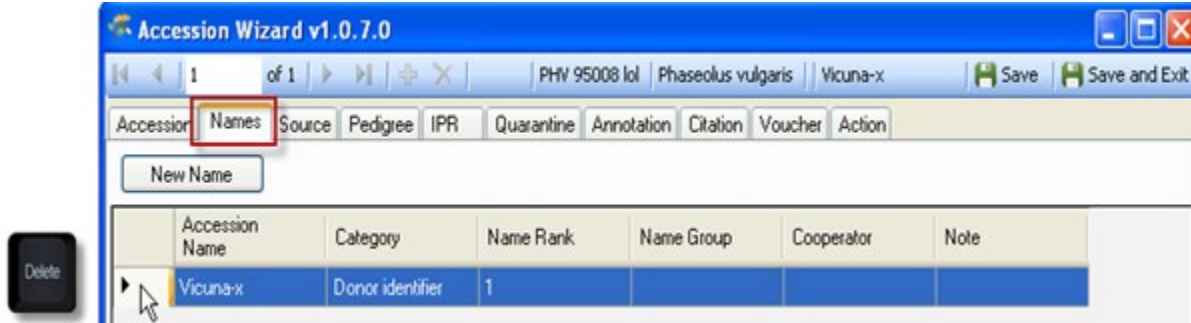 Accession Wizard v1.0.7.0
1 of 1 PHV 95008 lol Phaseolus vulgaris Vicuna-x Save Save and Exit
Accession Names Source Pedigree IPR Quarantine Annotation Citation Voucher Action
New Name
Accession Name Category Name Rank Name Group Cooperator Note
Delete
Vicuna-x Donor identifier 1